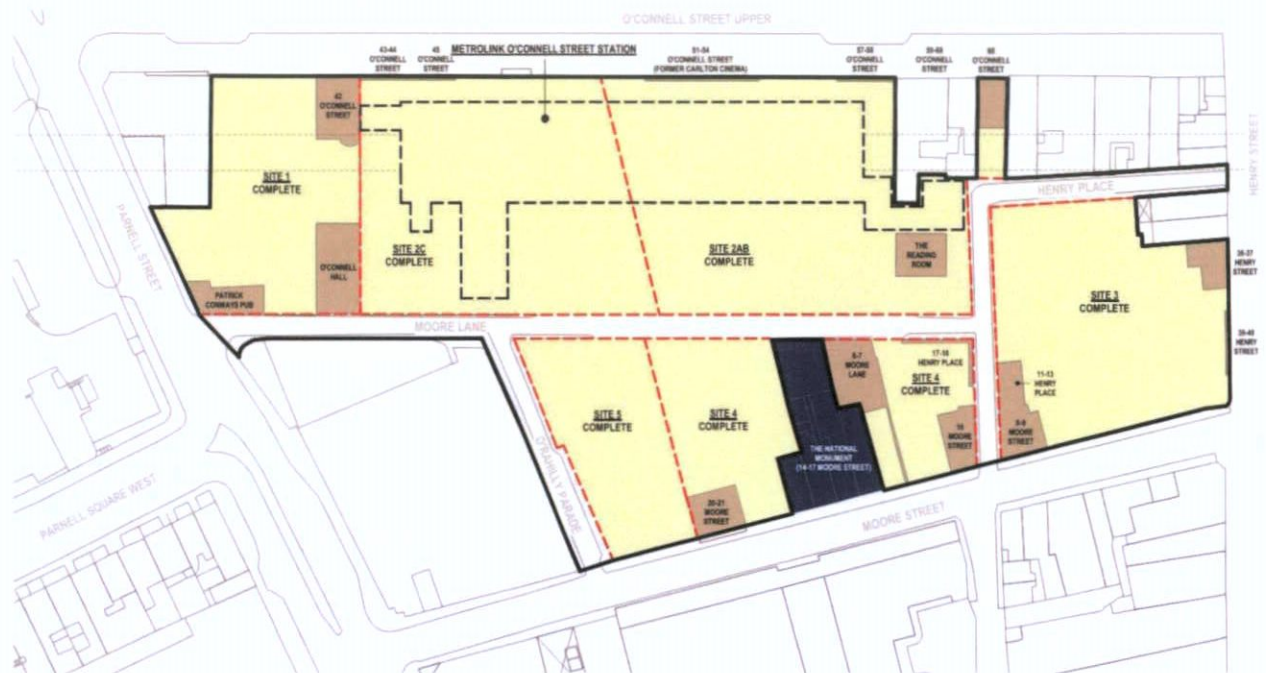 O'CONNELL STREET UPPER
43-44
O'CONNELL
STREET
45
O'CONNELL
STREET
METROLINK O'CONNELL STREET STATION
51-54
O'CONNELL STREET
(FORMER CARLTON CINEMA)
57-58
O'CONNELL
STREET
59-60
O'CONNELL
STREET
O'CONNELL
STREET
42
O'CONNELL
STREET
SITE 1
COMPLETE
HENRY PLACE
HENRY STREET
PARNELL STREET
SITE 2C
COMPLETE
SITE 2AB
COMPLETE
THE
READING
ROOM
O'CONNELL
HALL
PATRICK
CONWAYS PUB
36-37
HENRY
STREET
SITE 3
COMPLETE
39-40
HENRY
STREET
MOORE LANE
6-7
MOORE
LANE
17-18
HENRY PLACE
SITE 4
COMPLETE
11-13
HENRY
PLACE
SITE 5
COMPLETE
SITE 4
COMPLETE
10
MOORE
STREET
8-9
MOORE
STREET
THE NATIONAL
MONUMENT
(14-17 MOORE STREET)
O'RAHILLY PARADE
20-21
MOORE
STREET
MOORE STREET
PARNELL SQUARE WEST